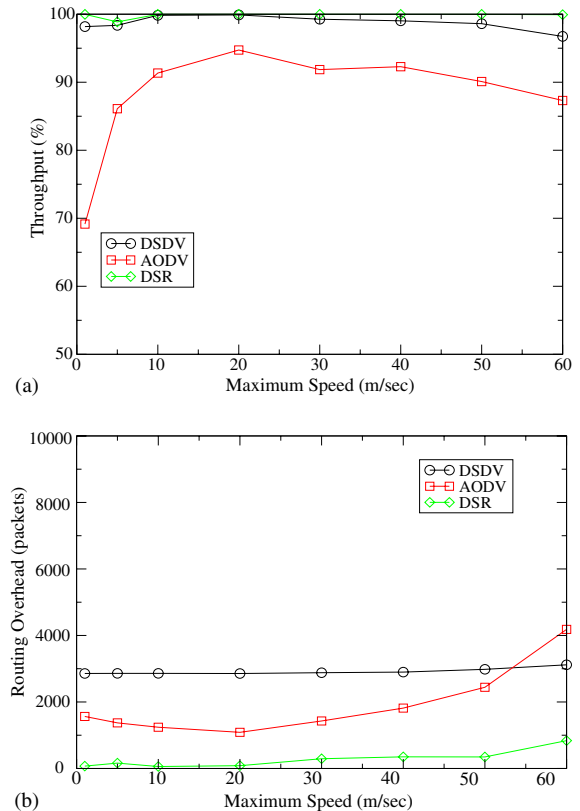 100
90
80
70
60
50
Throughput (%)
DSDV
AODV
DSR
0 10 20 30 40 50 60
Maximum Speed (m/sec)
(a)
10000
8000
6000
4000
2000
0
Routing Overhead (packets)
DSDV
AODV
DSR
0 10 20 30 40 50 60
Maximum Speed (m/sec)
(b)